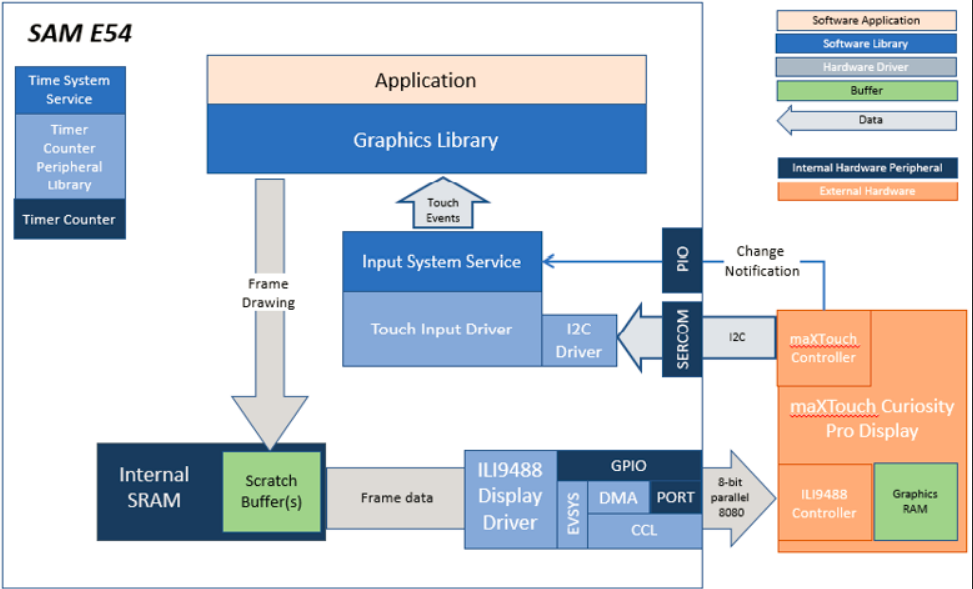 SAM E54
Time System
Service
Timer
Counter
Peripheral
Library
Timer Counter
Application
Graphics Library
Touch
Events
Input System Service
Touch Input Driver
I2C
Driver
PIO
SERCOM
Change
Notification
I2C
Frame
Drawing
Internal
SRAM
Scratch
Buffer(s)
Frame data
ILI9488
Display
Driver
GPIO
EVSYS
DMA
PORT
CCL
8-bit
parallel
8080
maXTouch
Controller
maXTouch Curiosity
Pro Display
ILI9488
Controller
Graphics
RAM
Software Application
Software Library
Hardware Driver
Buffer
Data
Internal Hardware Peripheral
External Hardware